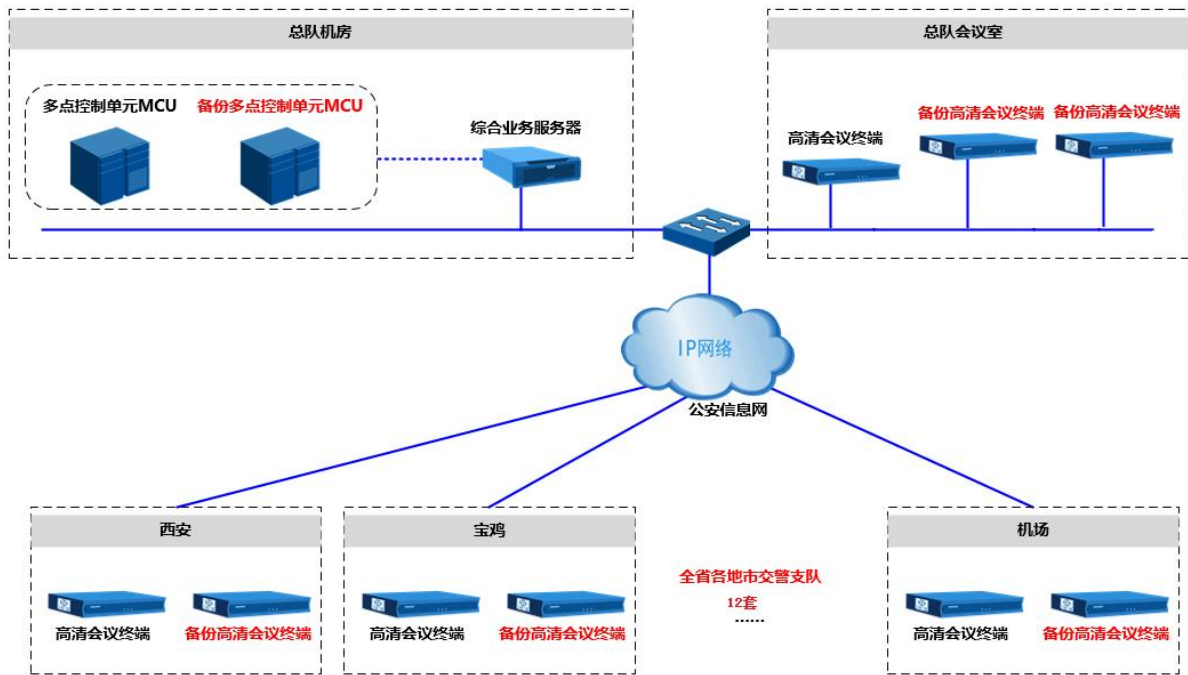 总队机房
总队会议室
多点控制单元MCU
备份多点控制单元MCU
综合业务服务器
高清会议终端
备份高清会议终端
备份高清会议终端
IP网络
公安信息网
西安
宝鸡
机场
全省各地市交警支队
12套
......
高清会议终端
备份高清会议终端
高清会议终端
备份高清会议终端
高清会议终端
备份高清会议终端